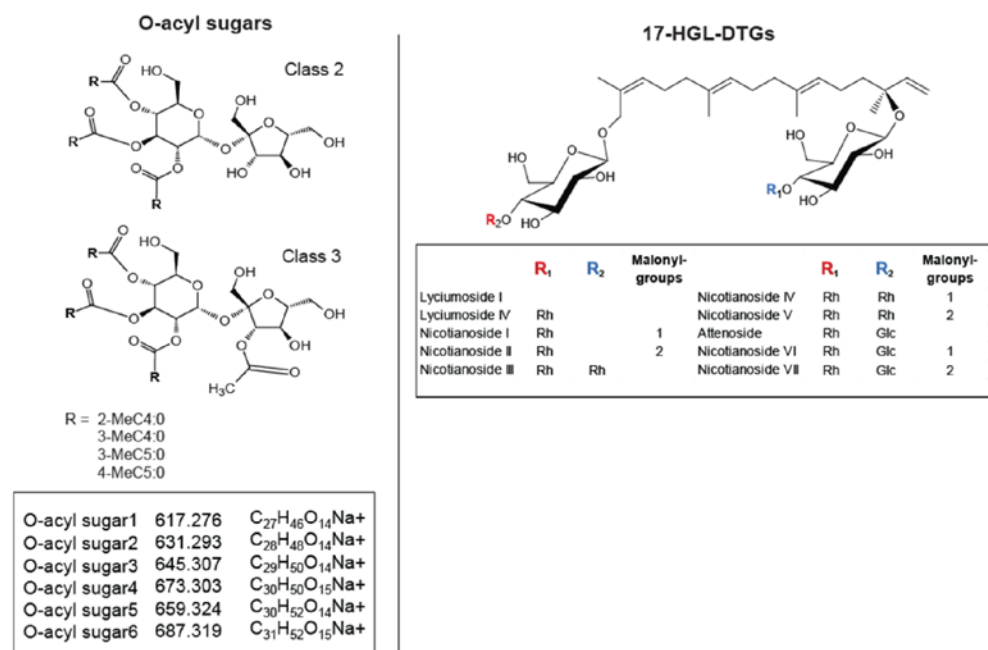 O-acyl sugars
Class 2
R
O
O
HO
O
O
O
R
O
O
R
HO
O
O
HO
HO
OH
OH
Class 3
R
O
O
HO
O
O
O
R
O
O
R
HO
O
O
O
OH
OH
H₃C
O
R = 2-MeC4:0
3-MeC4:0
3-MeC5:0
4-MeC5:0
O-acyl sugar1 617.276 C₂₇H₄₆O₁₄Na+
O-acyl sugar2 631.293 C₂₈H₄₈O₁₄Na+
O-acyl sugar3 645.307 C₂₉H₅₀O₁₄Na+
O-acyl sugar4 673.303 C₃₀H₅₀O₁₅Na+
O-acyl sugar5 659.324 C₃₀H₅₂O₁₄Na+
O-acyl sugar6 687.319 C₃₁H₅₂O₁₅Na+
17-HGL-DTGs
O
O
HO
O
OH
R₂
O
HO
HO
O
OH
R₁
O
HO
R₁ R₂ Malonyl-groups R₁ R₂ Malonyl-groups
Lyciumoside I Nicotianoside IV Rh Rh 1
Lyciumoside IV Rh Nicotianoside V Rh Rh 2
Nicotianoside I Rh 1 Attenoside Rh Glc
Nicotianoside II Rh 2 Nicotianoside VI Rh Glc 1
Nicotianoside III Rh Rh Nicotianoside VII Rh Glc 2